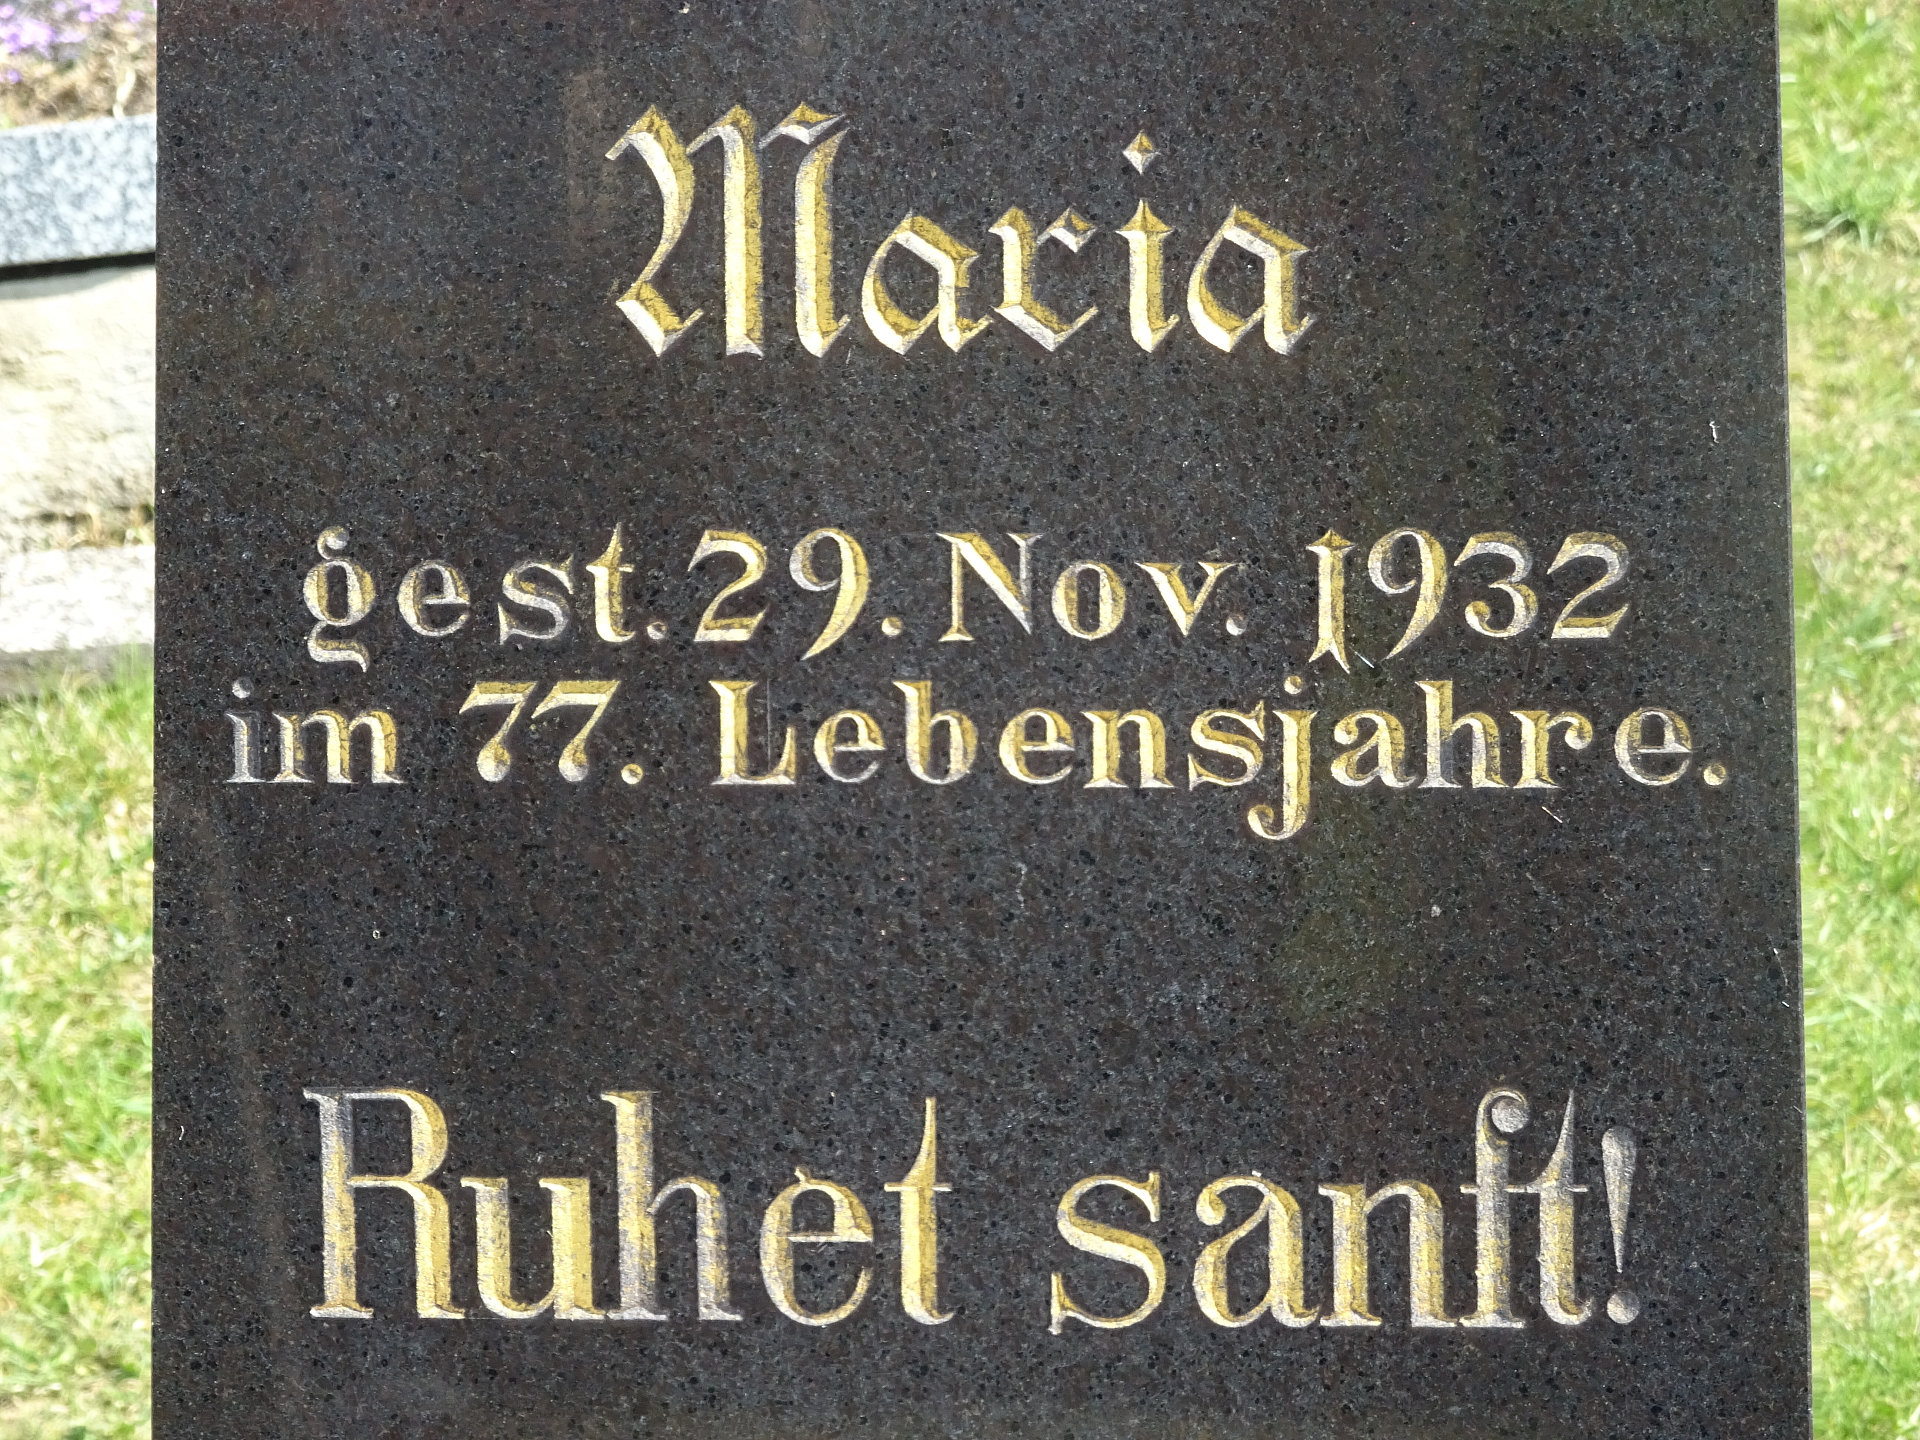 Maria
gest. 29. Nov. 1932
im 77. Lebensjahre.
Ruhet sanft!